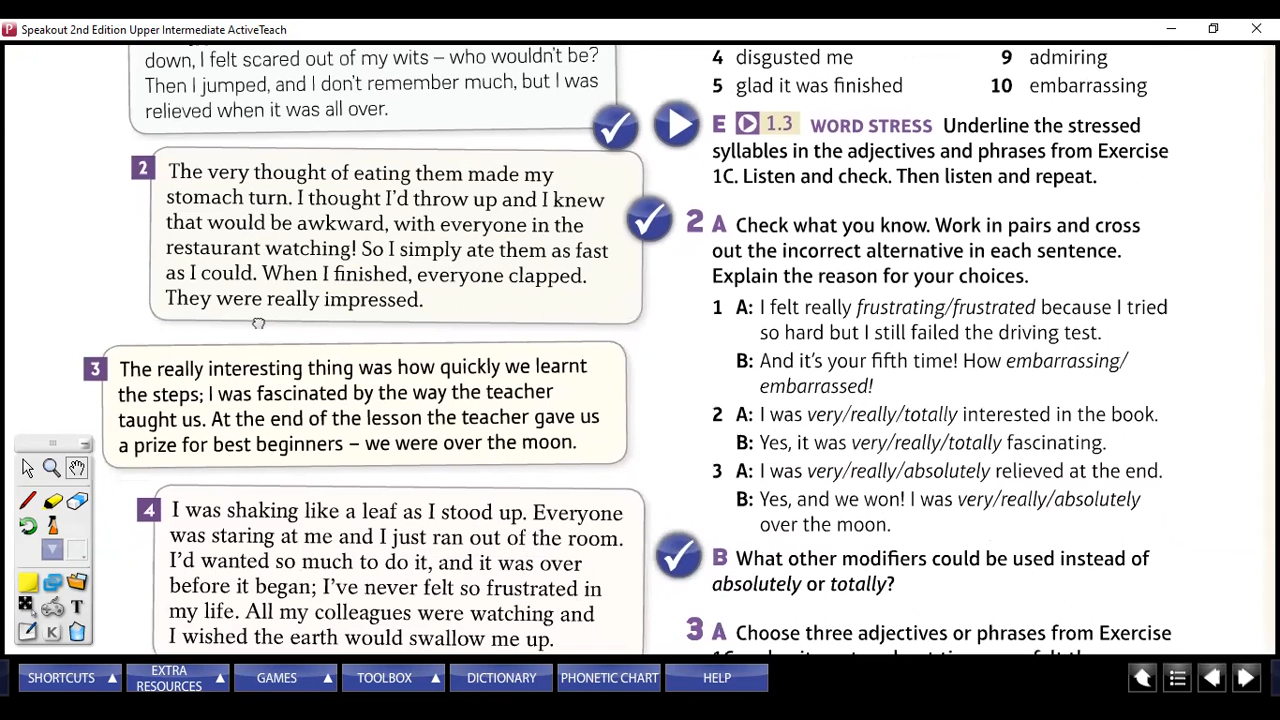 Speakout 2nd Edition Upper Intermediate ActiveTeach
down, I felt scared out of my wits – who wouldn't be?
Then I jumped, and I don't remember much, but I was
relieved when it was all over.
2
The very thought of eating them made my
stomach turn. I thought I'd throw up and I knew
that would be awkward, with everyone in the
restaurant watching! So I simply ate them as fast
as I could. When I finished, everyone clapped.
They were really impressed.
3
The really interesting thing was how quickly we learnt
the steps; I was fascinated by the way the teacher
taught us. At the end of the lesson the teacher gave us
a prize for best beginners – we were over the moon.
4
I was shaking like a leaf as I stood up. Everyone
was staring at me and I just ran out of the room.
I'd wanted so much to do it, and it was over
before it began; I've never felt so frustrated in
my life. All my colleagues were watching and
I wished the earth would swallow me up.
4 disgusted me 9 admiring
5 glad it was finished 10 embarrassing
E 1.3 WORD STRESS Underline the stressed
syllables in the adjectives and phrases from Exercise
1C. Listen and check. Then listen and repeat.
2 A Check what you know. Work in pairs and cross
out the incorrect alternative in each sentence.
Explain the reason for your choices.
1 A: I felt really frustrating/frustrated because I tried
so hard but I still failed the driving test.
B: And it's your fifth time! How embarrassing/
embarrassed!
2 A: I was very/really/totally interested in the book.
B: Yes, it was very/really/totally fascinating.
3 A: I was very/really/absolutely relieved at the end.
B: Yes, and we won! I was very/really/absolutely
over the moon.
B What other modifiers could be used instead of
absolutely or totally?
3 A Choose three adjectives or phrases from Exercise
T
K
SHORTCUTS
EXTRA
RESOURCES
GAMES
TOOLBOX
DICTIONARY
PHONETIC CHART
HELP